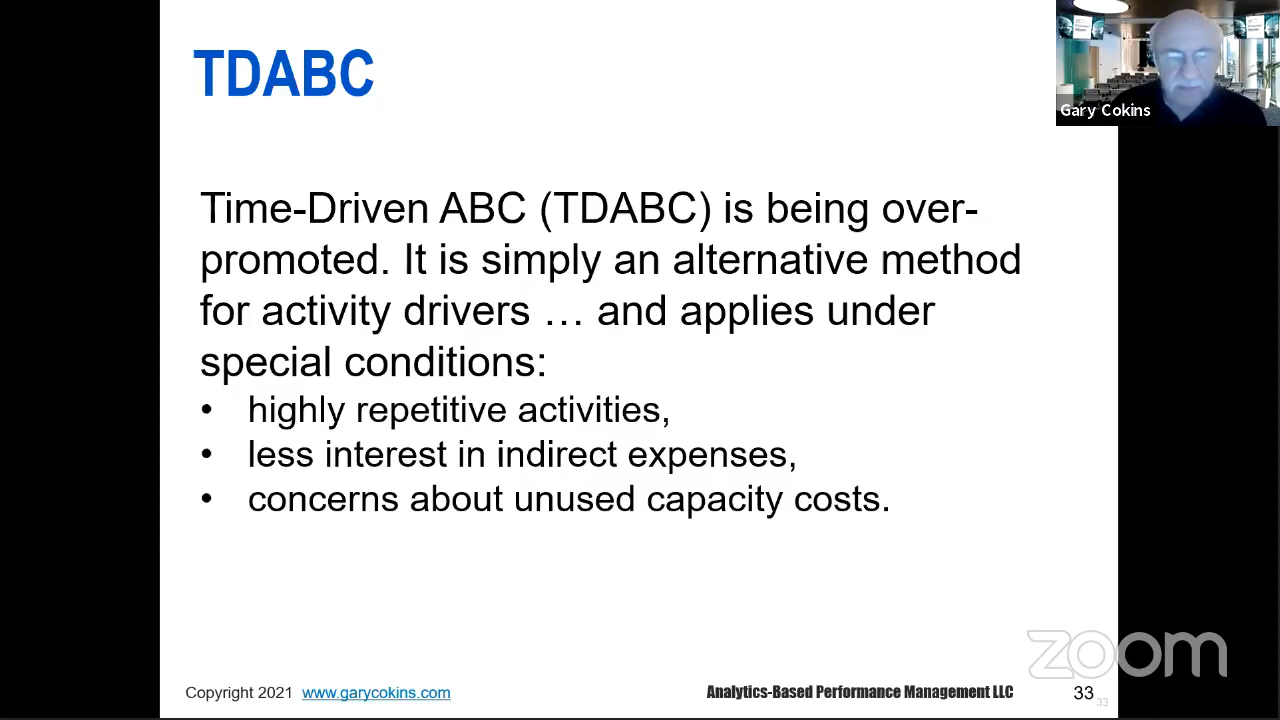 TDABC
Gary Cokins
Time-Driven ABC (TDABC) is being over-
promoted. It is simply an alternative method
for activity drivers … and applies under
special conditions:
• highly repetitive activities,
• less interest in indirect expenses,
• concerns about unused capacity costs.
zoom
Copyright 2021 www.garycokins.com
Analytics-Based Performance Management LLC
33
33